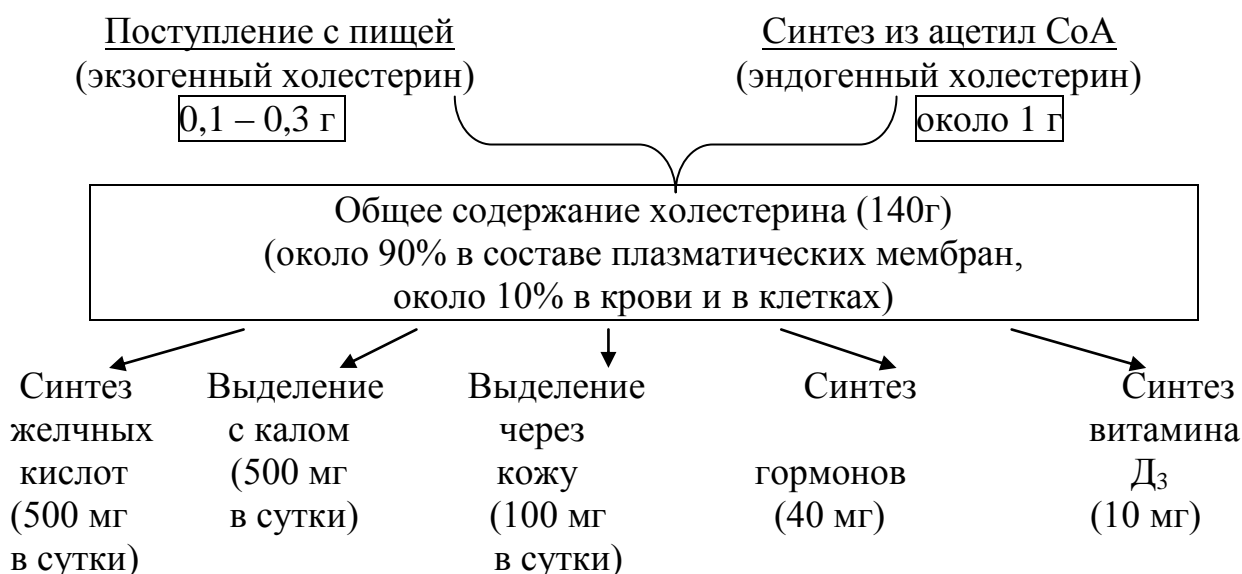 Поступление с пищей
(экзогенный холестерин)
0,1 – 0,3 г
Синтез из ацетил СоА
(эндогенный холестерин)
около 1 г
Общее содержание холестерина (140г)
(около 90% в составе плазматических мембран,
около 10% в крови и в клетках)
Синтез
желчных
кислот
(500 мг
в сутки)
Выделение
с калом
(500 мг
в сутки)
Выделение
через
кожу
(100 мг
в сутки)
Синтез
гормонов
(40 мг)
Синтез
витамина
Д₃
(10 мг)